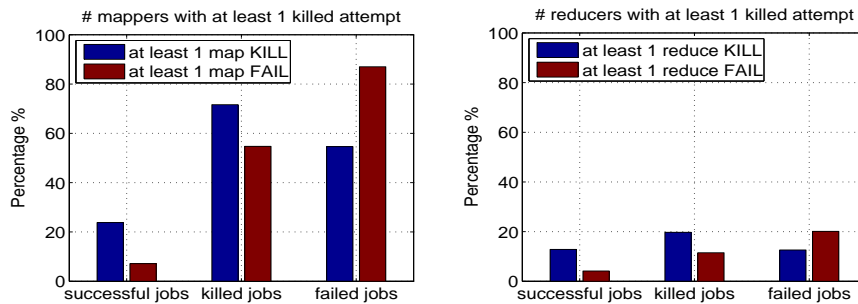 # mappers with at least 1 killed attempt
at least 1 map KILL
at least 1 map FAIL
Percentage %
100
80
60
40
20
0
successful jobs killed jobs failed jobs
# reducers with at least 1 killed attempt
at least 1 reduce KILL
at least 1 reduce FAIL
Percentage %
100
80
60
40
20
0
successful jobs killed jobs failed jobs